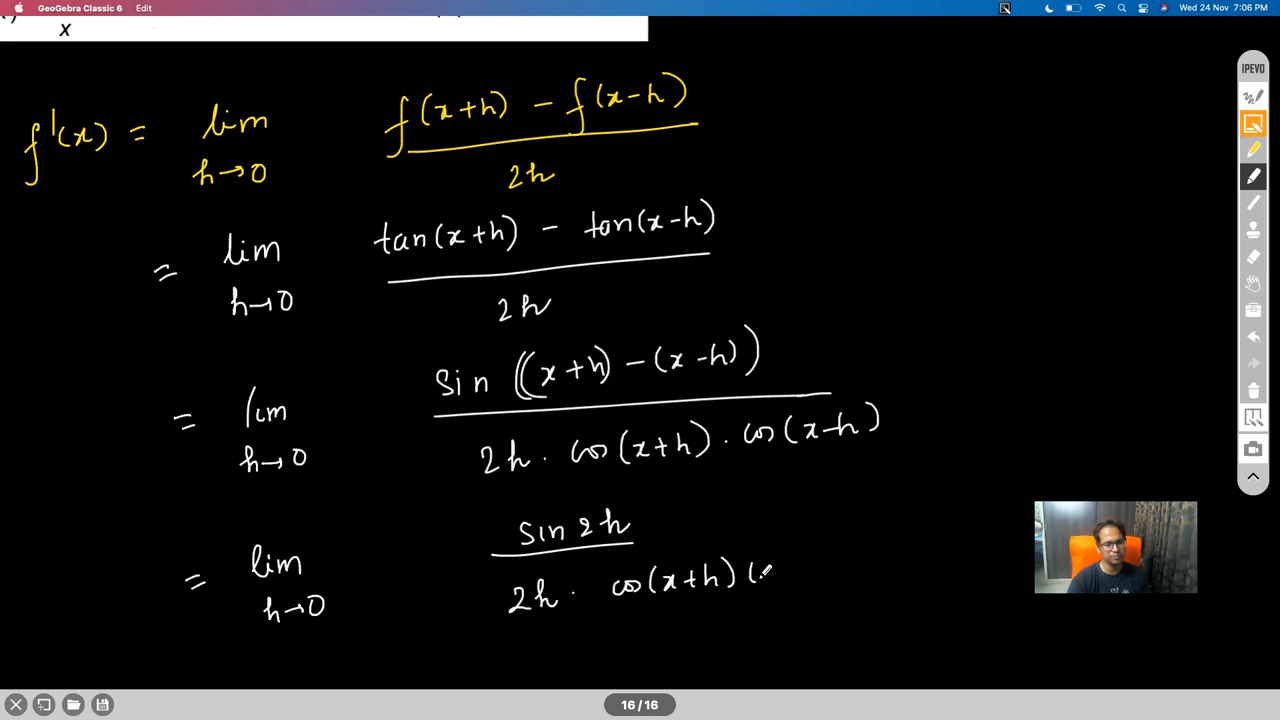 GeoGebra Classic 6 Edit Wed 24 Nov 7:06 PM
x
IPEVO
f'(x) = lim h→0 f(x+h) - f(x-h) / 2h
= lim h→0 tan(x+h) - tan(x-h) / 2h
= lim h→0 sin ((x+h) - (x-h)) / 2h . cos(x+h) . cos(x-h)
= lim h→0 sin 2h / 2h . cos(x+h) (
16 / 16